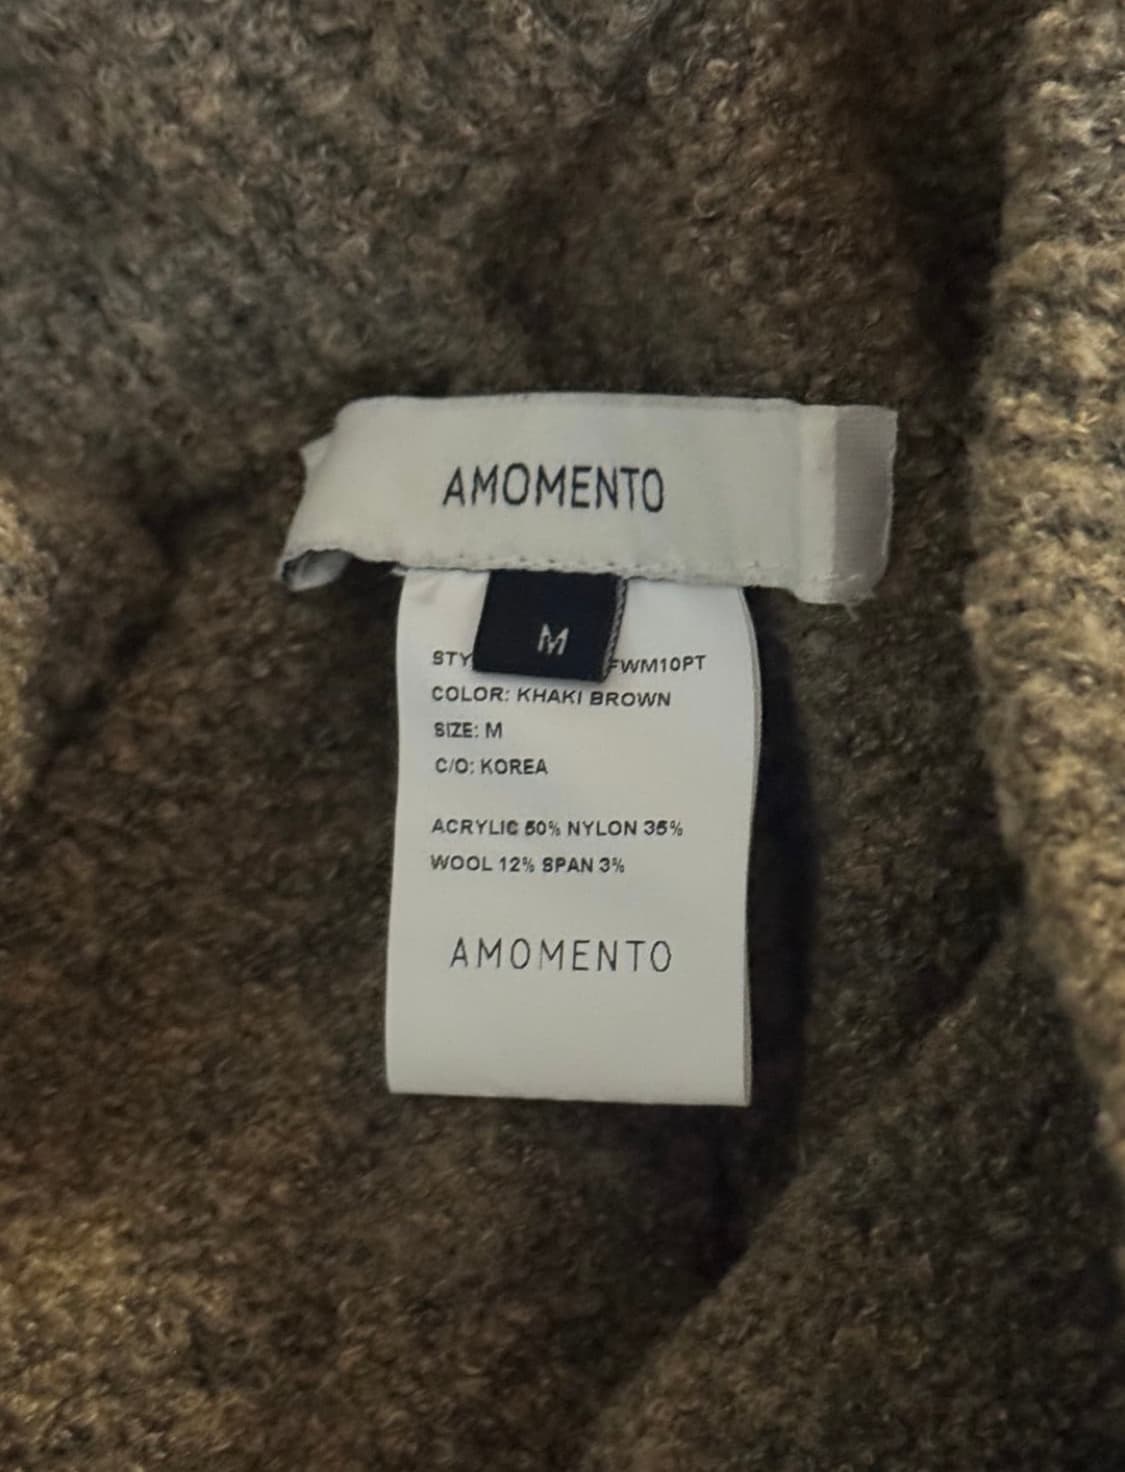 AMOMENTO
M
STY FWM10PT
COLOR: KHAKI BROWN
SIZE: M
C/O: KOREA
ACRYLIC 50% NYLON 35%
WOOL 12% SPAN 3%
AMOMENTO